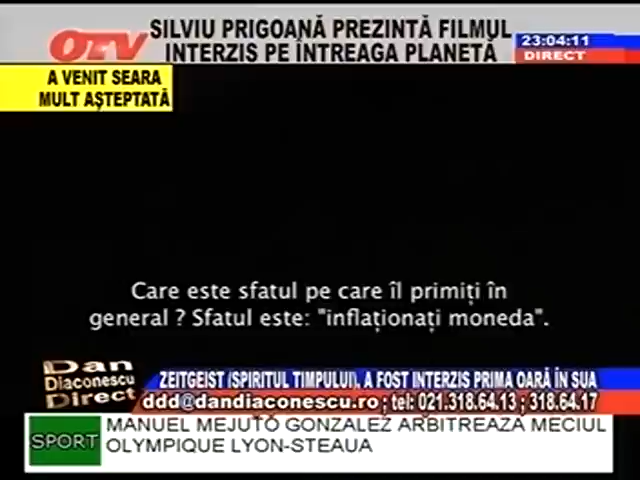 OTV
SILVIU PRIGOANĂ PREZINTĂ FILMUL
INTERZIS PE ÎNTREAGA PLANETĂ
23:04:11
DIRECT
A VENIT SEARA
MULT AȘTEPTATĂ
Care este sfatul pe care îl primiți în
general ? Sfatul este: "inflaționați moneda".
Dan
Diaconescu
Direct
ZEITGEIST (SPIRITUL TIMPULUI), A FOST INTERZIS PRIMA OARĂ ÎN SUA
ddd@dandiaconescu.ro ; tel: 021.318.64.13 ; 318.64.17
SPORT
MANUEL MEJUTO GONZALEZ ARBITREAZĂ MECIUL
OLYMPIQUE LYON-STEAUA